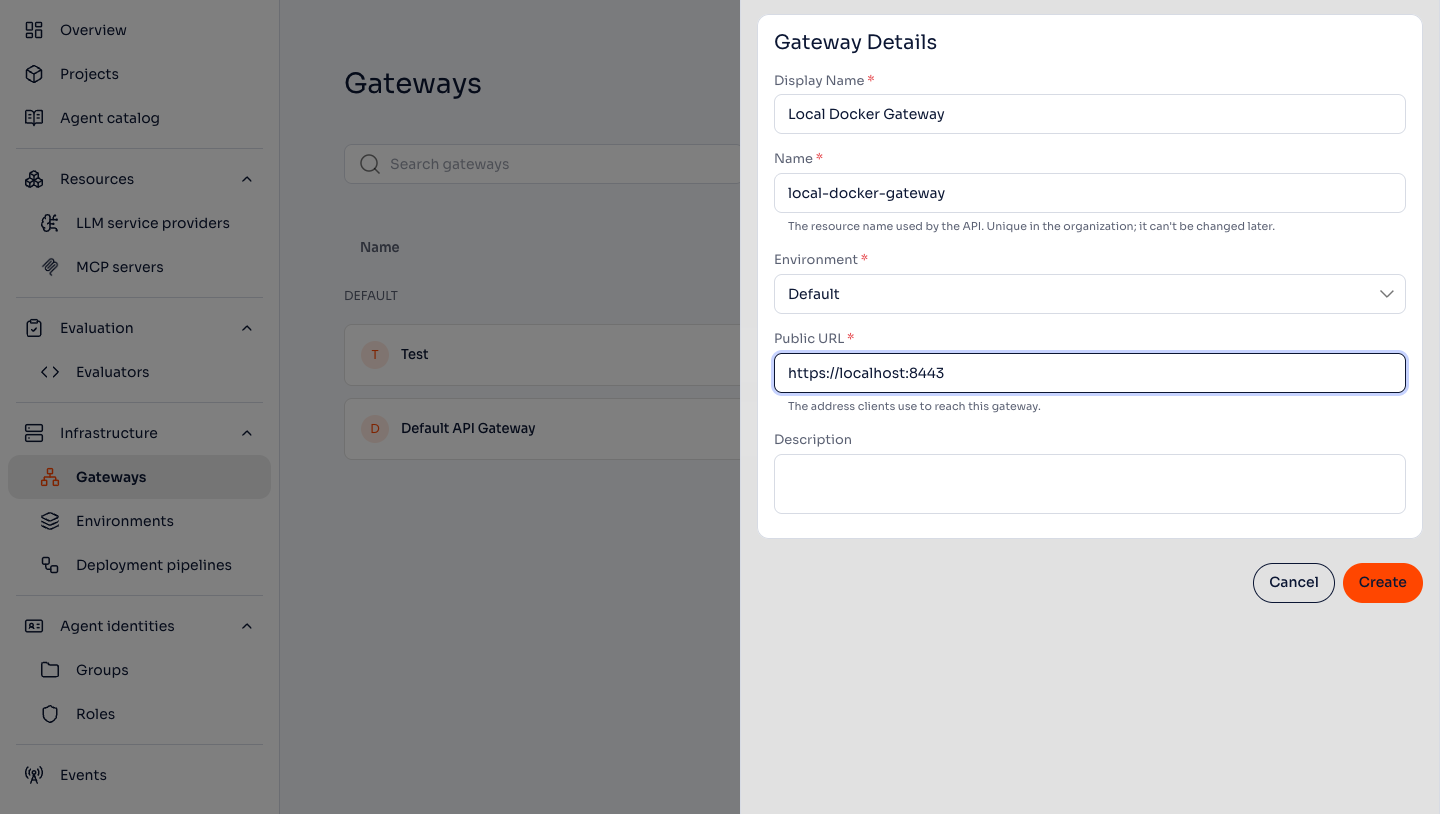 Overview
Projects
Agent catalog
Resources
LLM service providers
MCP servers
Evaluation
Evaluators
Infrastructure
Gateways
Environments
Deployment pipelines
Agent identities
Groups
Roles
Events
Gateways
Search gateways
Name
DEFAULT
T
Test
D
Default API Gateway
Gateway Details
Display Name *
Local Docker Gateway
Name *
local-docker-gateway
The resource name used by the API. Unique in the organization; it can't be changed later.
Environment *
Default
Public URL *
https://localhost:8443
The address clients use to reach this gateway.
Description
Cancel
Create